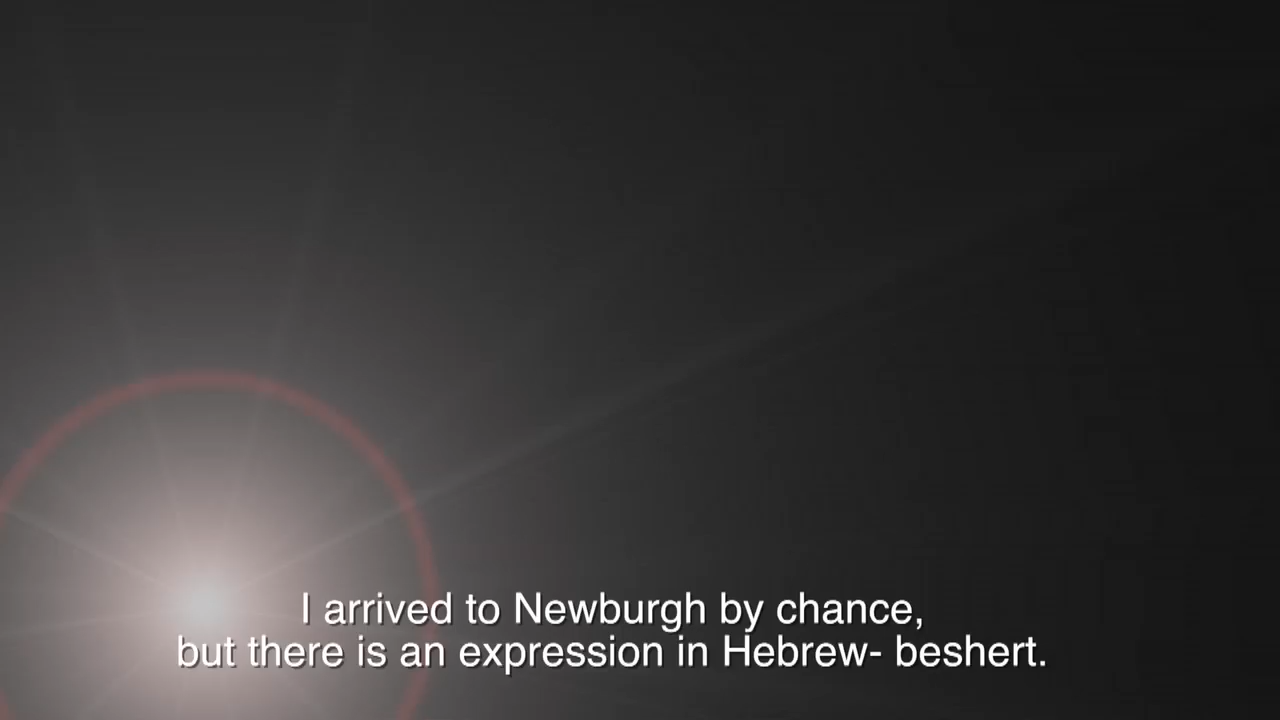 I arrived to Newburgh by chance,
but there is an expression in Hebrew- beshert.